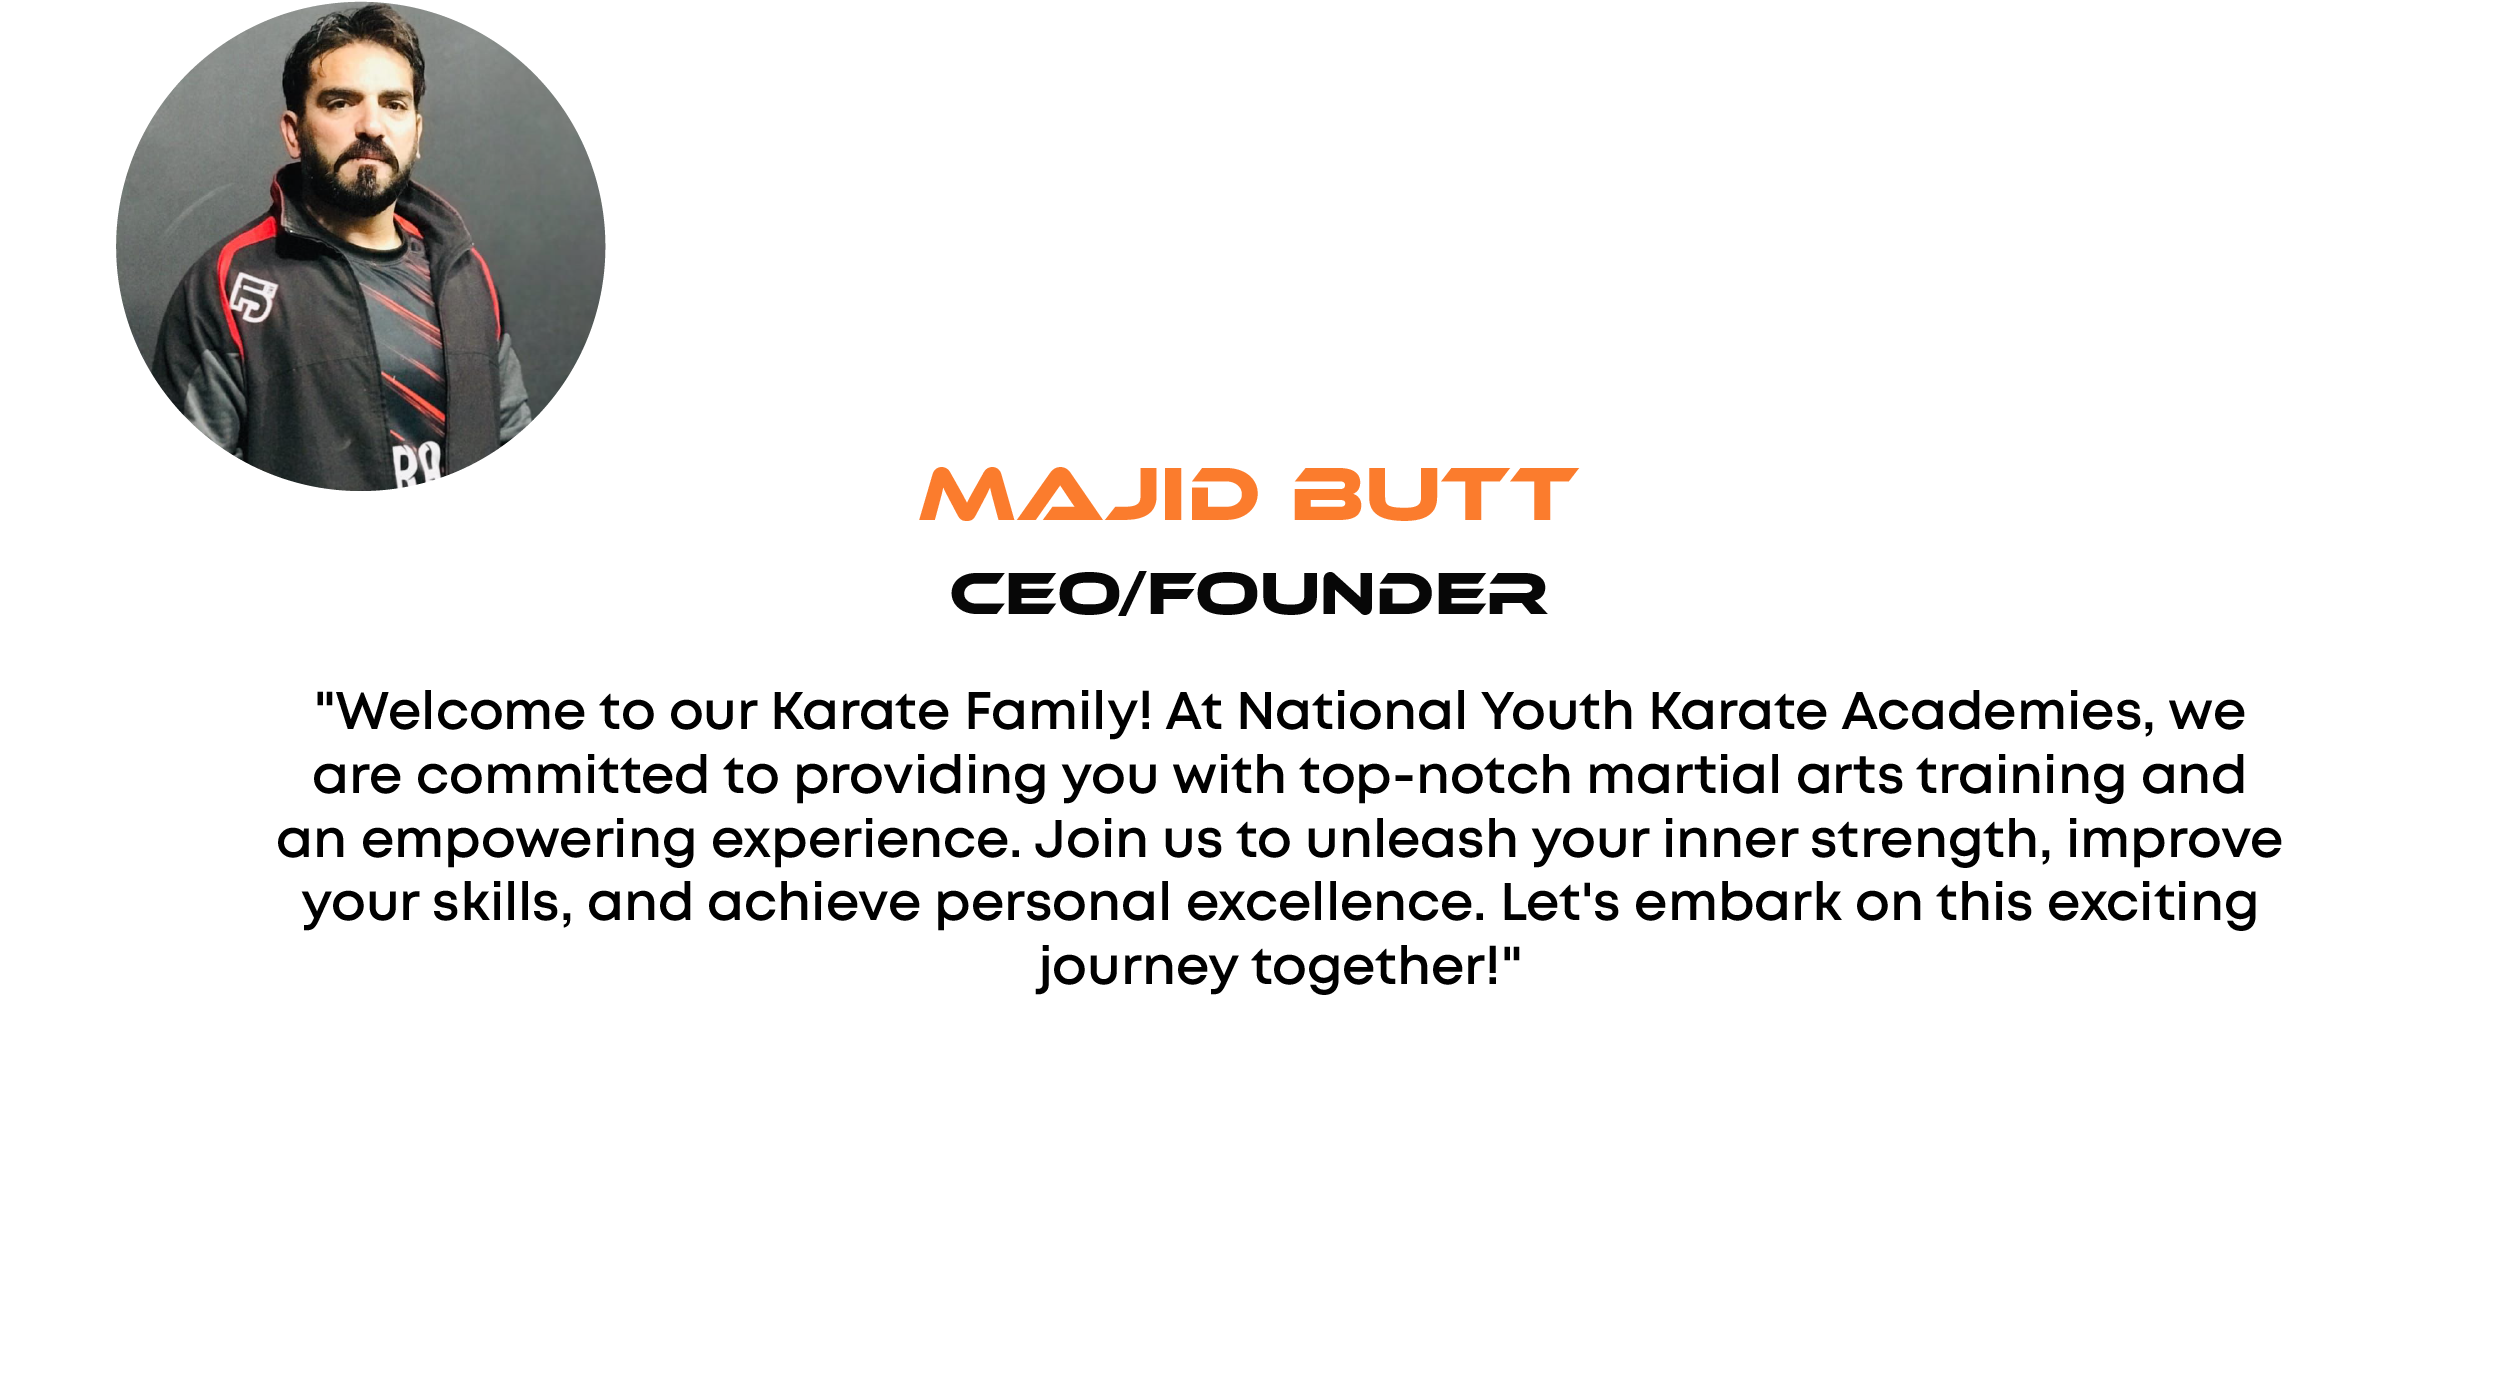 MAJID BUTT
CEO/FOUNDER
"Welcome to our Karate Family! At National Youth Karate Academies, we
are committed to providing you with top-notch martial arts training and
an empowering experience. Join us to unleash your inner strength, improve
your skills, and achieve personal excellence. Let's embark on this exciting
journey together!"